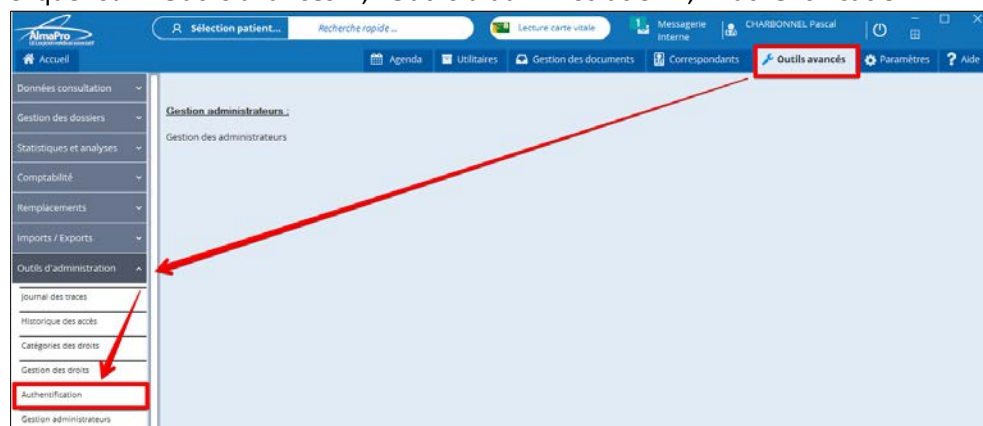 AlmaPro
Sélection patient...
Recherche rapide ...
Lecture carte vitale
1
Messagerie Interne
CHARBONNEL Pascal
Accueil
Agenda
Utilitaires
Gestion des documents
Correspondants
Outils avancés
Paramètres
? Aide
Données consultation
Gestion des dossiers
Statistiques et analyses
Comptabilité
Remplacements
Imports / Exports
Outils d'administration
Journal des traces
Historique des accès
Catégories des droits
Gestion des droits
Authentification
Gestion administrateurs
Gestion administrateurs :
Gestion des administrateurs